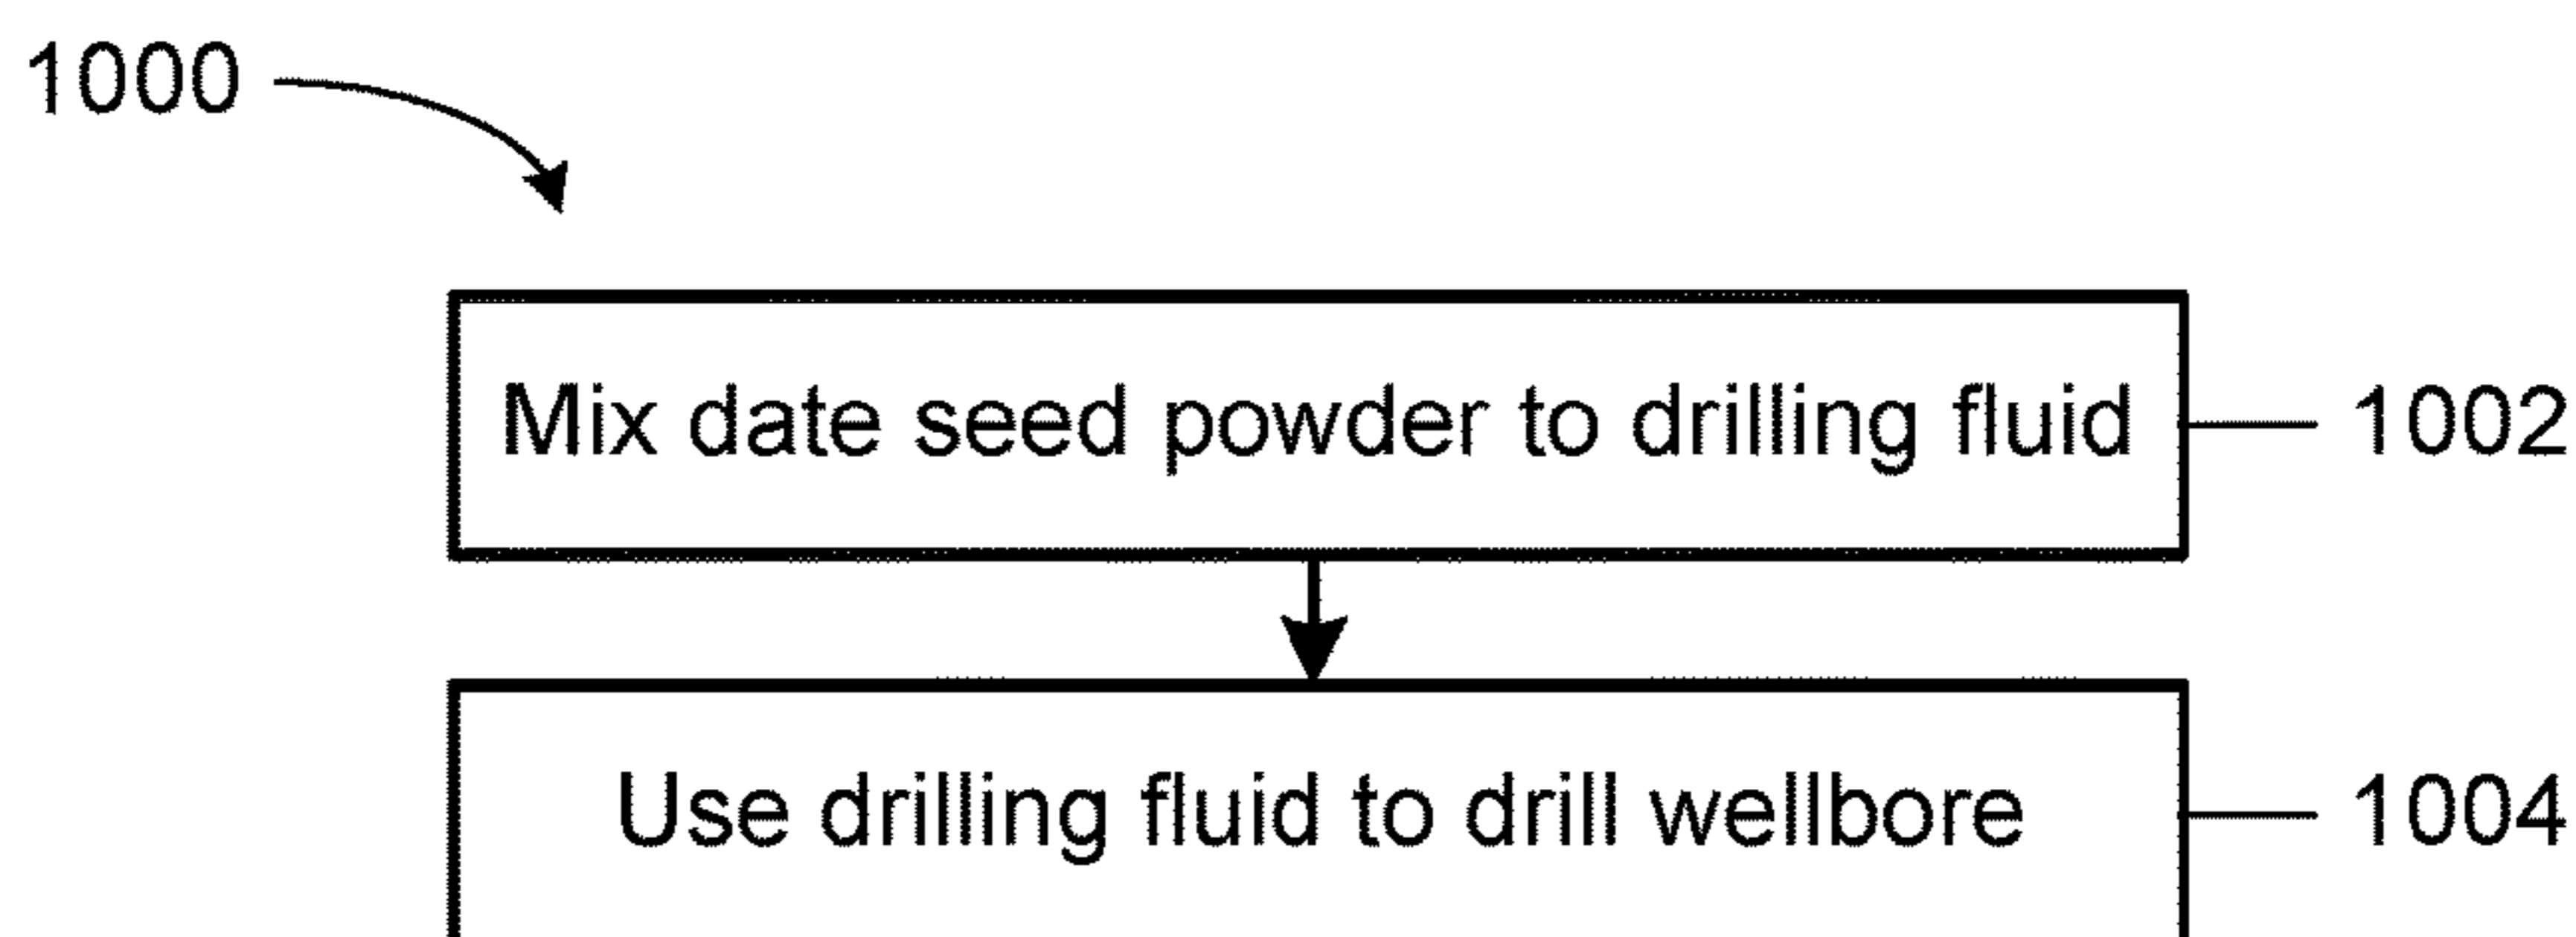 1000
Mix date seed powder to drilling fluid
1002
Use drilling fluid to drill wellbore
1004